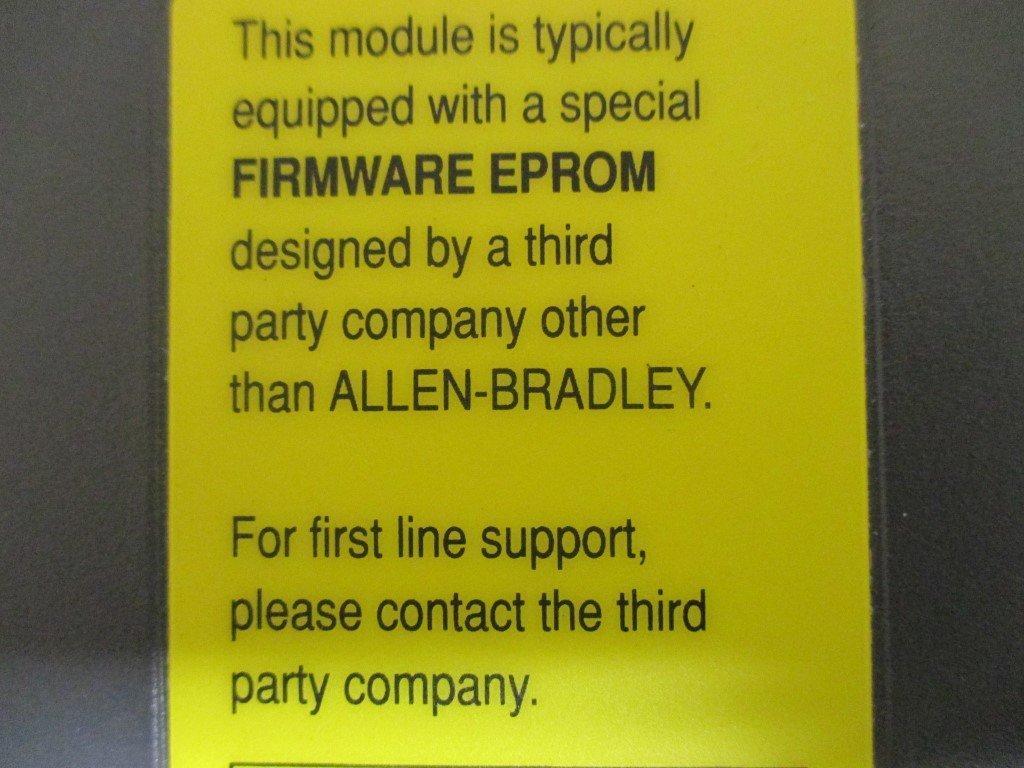 This module is typically
equipped with a special
FIRMWARE EPROM
designed by a third
party company other
than ALLEN-BRADLEY.
For first line support,
please contact the third
party company.